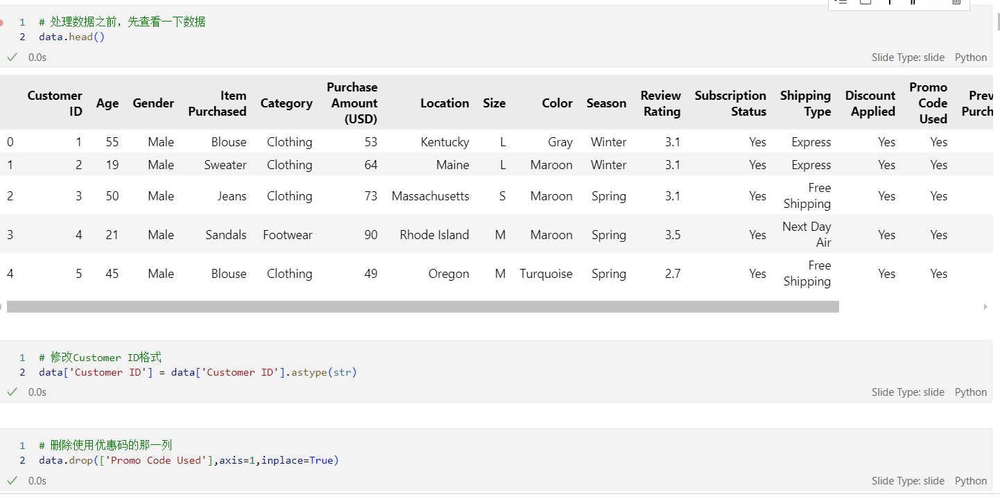 1 # 处理数据之前，先查看一下数据
2 data.head()
0.0s Slide Type: slide Python
Customer ID Age Gender Item Purchased Category Purchase Amount (USD) Location Size Color Season Review Rating Subscription Status Shipping Type Discount Applied Promo Code Used Prev Purch
0 1 55 Male Blouse Clothing 53 Kentucky L Gray Winter 3.1 Yes Express Yes Yes
1 2 19 Male Sweater Clothing 64 Maine L Maroon Winter 3.1 Yes Express Yes Yes
2 3 50 Male Jeans Clothing 73 Massachusetts S Maroon Spring 3.1 Yes Free Shipping Yes Yes
3 4 21 Male Sandals Footwear 90 Rhode Island M Maroon Spring 3.5 Yes Next Day Air Yes Yes
4 5 45 Male Blouse Clothing 49 Oregon M Turquoise Spring 2.7 Yes Free Shipping Yes Yes
1 # 修改Customer ID格式
2 data['Customer ID'] = data['Customer ID'].astype(str)
0.0s Slide Type: slide Python
1 # 删除使用优惠码的那一列
2 data.drop(['Promo Code Used'],axis=1,inplace=True)
0.0s Slide Type: slide Python